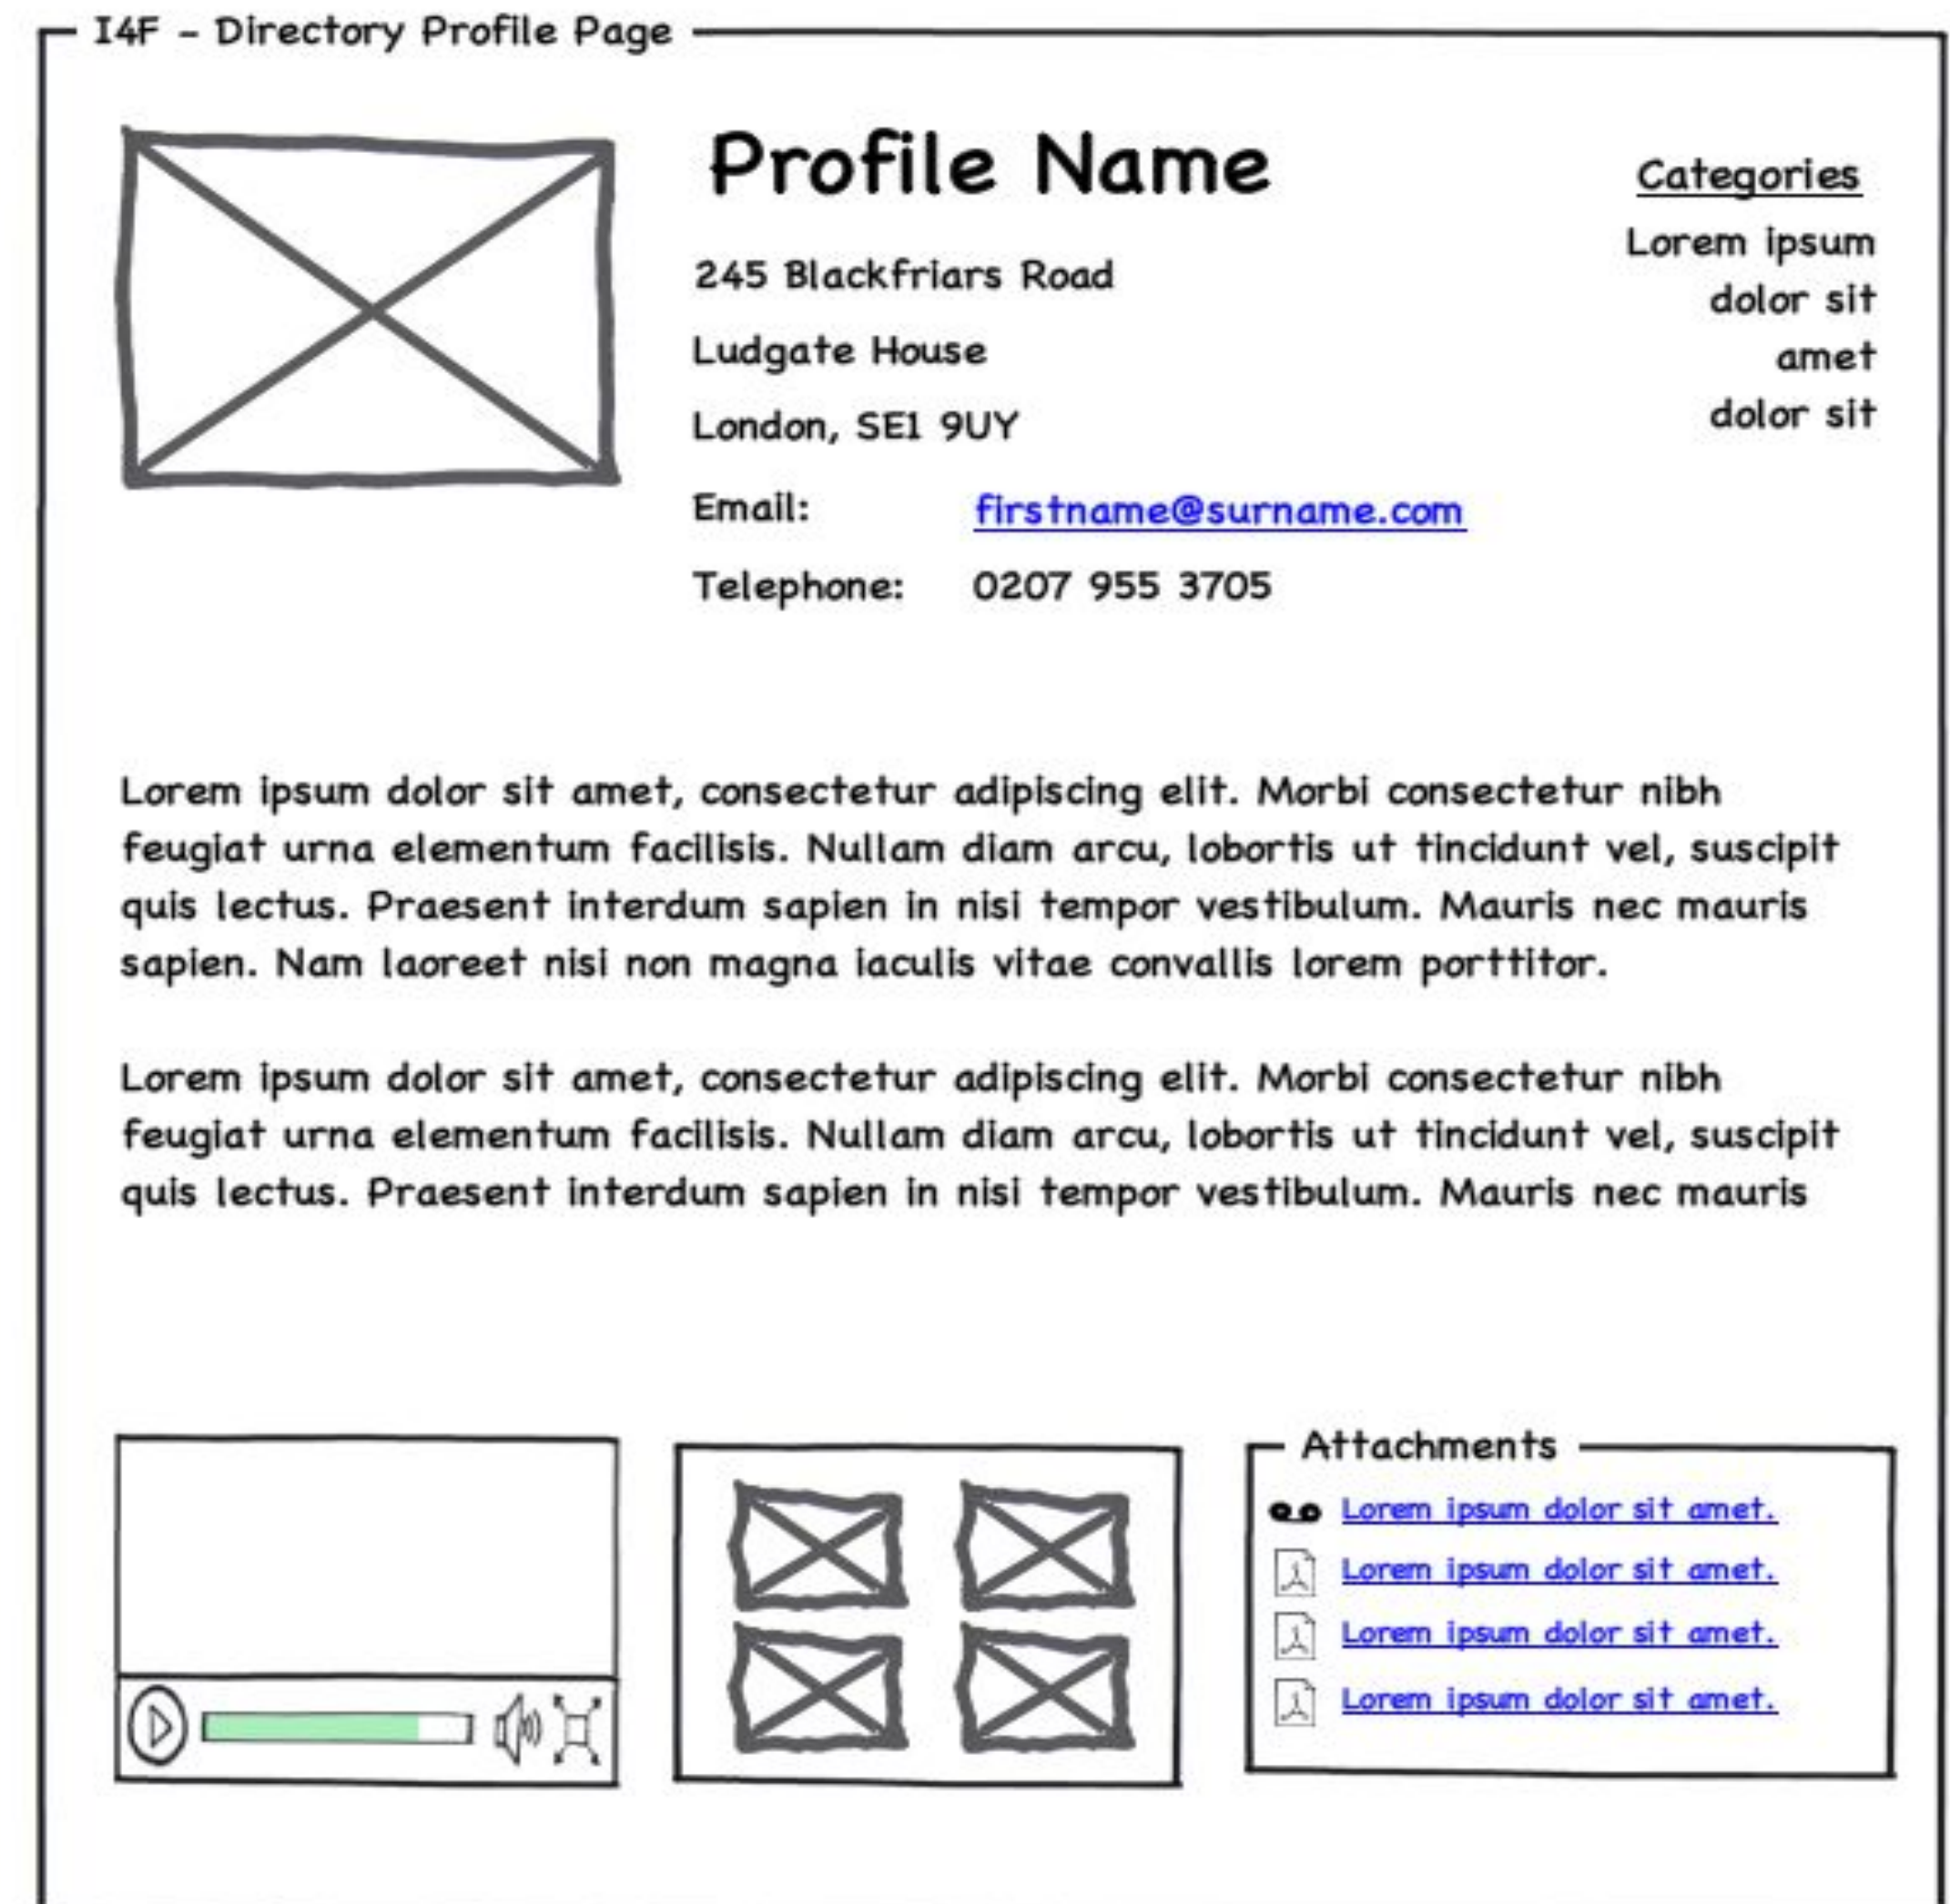 I4F - Directory Profile Page
Profile Name
245 Blackfriars Road
Ludgate House
London, SE1 9UY
Email: firstname@surname.com
Telephone: 0207 955 3705
Categories
Lorem ipsum
dolor sit
amet
dolor sit
Lorem ipsum dolor sit amet, consectetur adipiscing elit. Morbi consectetur nibh
feugiat urna elementum facilisis. Nullam diam arcu, lobortis ut tincidunt vel, suscipit
quis lectus. Praesent interdum sapien in nisi tempor vestibulum. Mauris nec mauris
sapien. Nam laoreet nisi non magna iaculis vitae convallis lorem porttitor.
Lorem ipsum dolor sit amet, consectetur adipiscing elit. Morbi consectetur nibh
feugiat urna elementum facilisis. Nullam diam arcu, lobortis ut tincidunt vel, suscipit
quis lectus. Praesent interdum sapien in nisi tempor vestibulum. Mauris nec mauris
Attachments
Lorem ipsum dolor sit amet.
Lorem ipsum dolor sit amet.
Lorem ipsum dolor sit amet.
Lorem ipsum dolor sit amet.